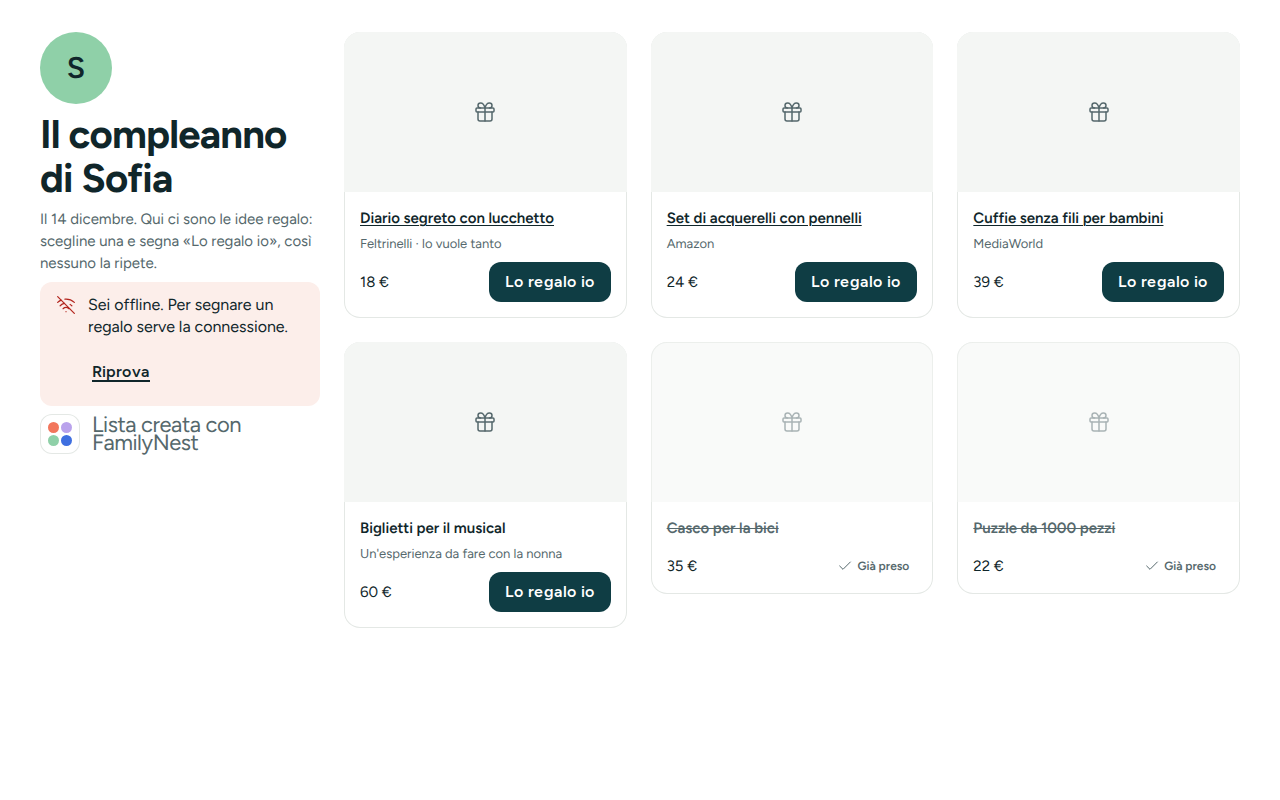 S
Il compleanno
di Sofia
Il 14 dicembre. Qui ci sono le idee regalo:
scegline una e segna «Lo regalo io», così
nessuno la ripete.
Sei offline. Per segnare un
regalo serve la connessione.
Riprova
Lista creata con
FamilyNest
Diario segreto con lucchetto
Feltrinelli · lo vuole tanto
18 €
Lo regalo io
Set di acquerelli con pennelli
Amazon
24 €
Lo regalo io
Cuffie senza fili per bambini
MediaWorld
39 €
Lo regalo io
Biglietti per il musical
Un'esperienza da fare con la nonna
60 €
Lo regalo io
Casco per la bici
35 €
Già preso
Puzzle da 1000 pezzi
22 €
Già preso